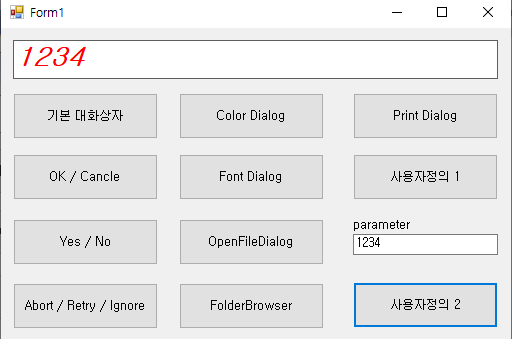 Form1
1234
기본 대화상자
Color Dialog
Print Dialog
OK / Cancle
Font Dialog
사용자정의 1
parameter
Yes / No
OpenFileDialog
1234
Abort / Retry / Ignore
FolderBrowser
사용자정의 2